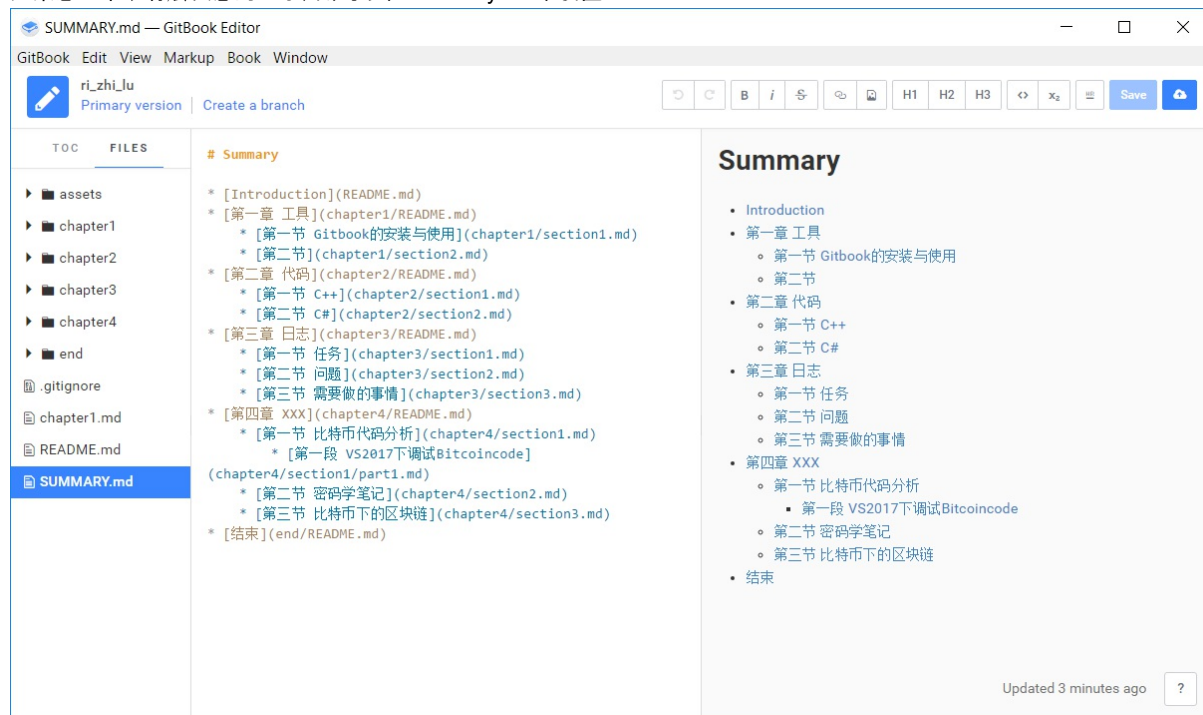 SUMMARY.md — GitBook Editor
GitBook Edit View Markup Book Window
ri_zhi_lu
Primary version | Create a branch
B i S H1 H2 H3 <> x₂ Save
TOC FILES
assets
chapter1
chapter2
chapter3
chapter4
end
.gitignore
chapter1.md
README.md
SUMMARY.md
# Summary
* [Introduction](README.md)
* [第一章 工具](chapter1/README.md)
* [第一节 Gitbook的安装与使用](chapter1/section1.md)
* [第二节](chapter1/section2.md)
* [第二章 代码](chapter2/README.md)
* [第一节 C++](chapter2/section1.md)
* [第二节 C#](chapter2/section2.md)
* [第三章 日志](chapter3/README.md)
* [第一节 任务](chapter3/section1.md)
* [第二节 问题](chapter3/section2.md)
* [第三节 需要做的事情](chapter3/section3.md)
* [第四章 XXX](chapter4/README.md)
* [第一节 比特币代码分析](chapter4/section1.md)
* [第一段 VS2017下调试Bitcoincode]
(chapter4/section1/part1.md)
* [第二节 密码学笔记](chapter4/section2.md)
* [第三节 比特币下的区块链](chapter4/section3.md)
* [结束](end/README.md)
Summary
Introduction
第一章 工具
第一节 Gitbook的安装与使用
第二节
第二章 代码
第一节 C++
第二节 C#
第三章 日志
第一节 任务
第二节 问题
第三节 需要做的事情
第四章 XXX
第一节 比特币代码分析
第一段 VS2017下调试Bitcoincode
第二节 密码学笔记
第三节 比特币下的区块链
结束
Updated 3 minutes ago ?